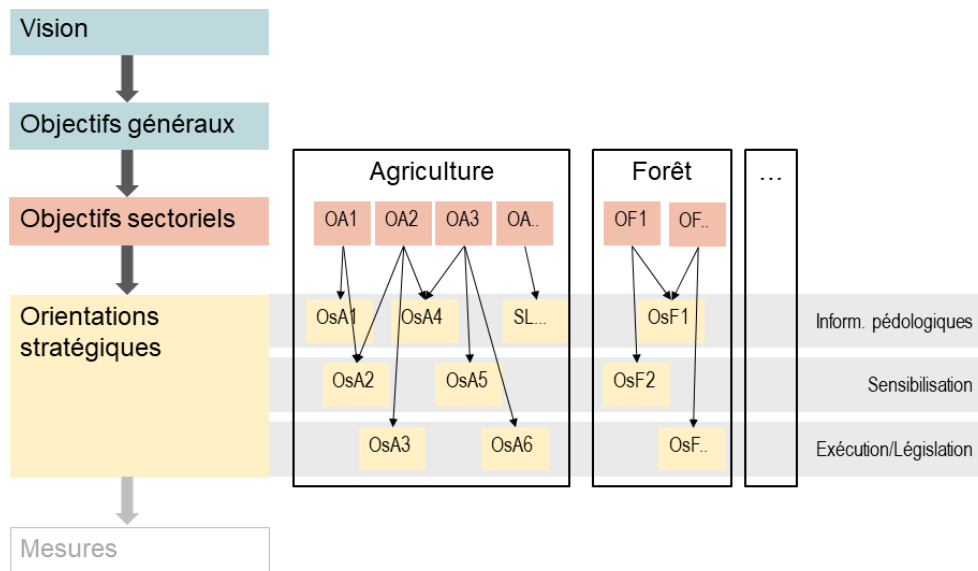 Vision
Objectifs généraux
Agriculture
Forêt
...
Objectifs sectoriels
OA1
OA2
OA3
OA..
OF1
OF..
Orientations
stratégiques
OsA1
OsA4
SL...
OsF1
Inform. pédologiques
OsA2
OsA5
OsF2
Sensibilisation
OsA3
OsA6
OsF..
Exécution/Législation
Mesures